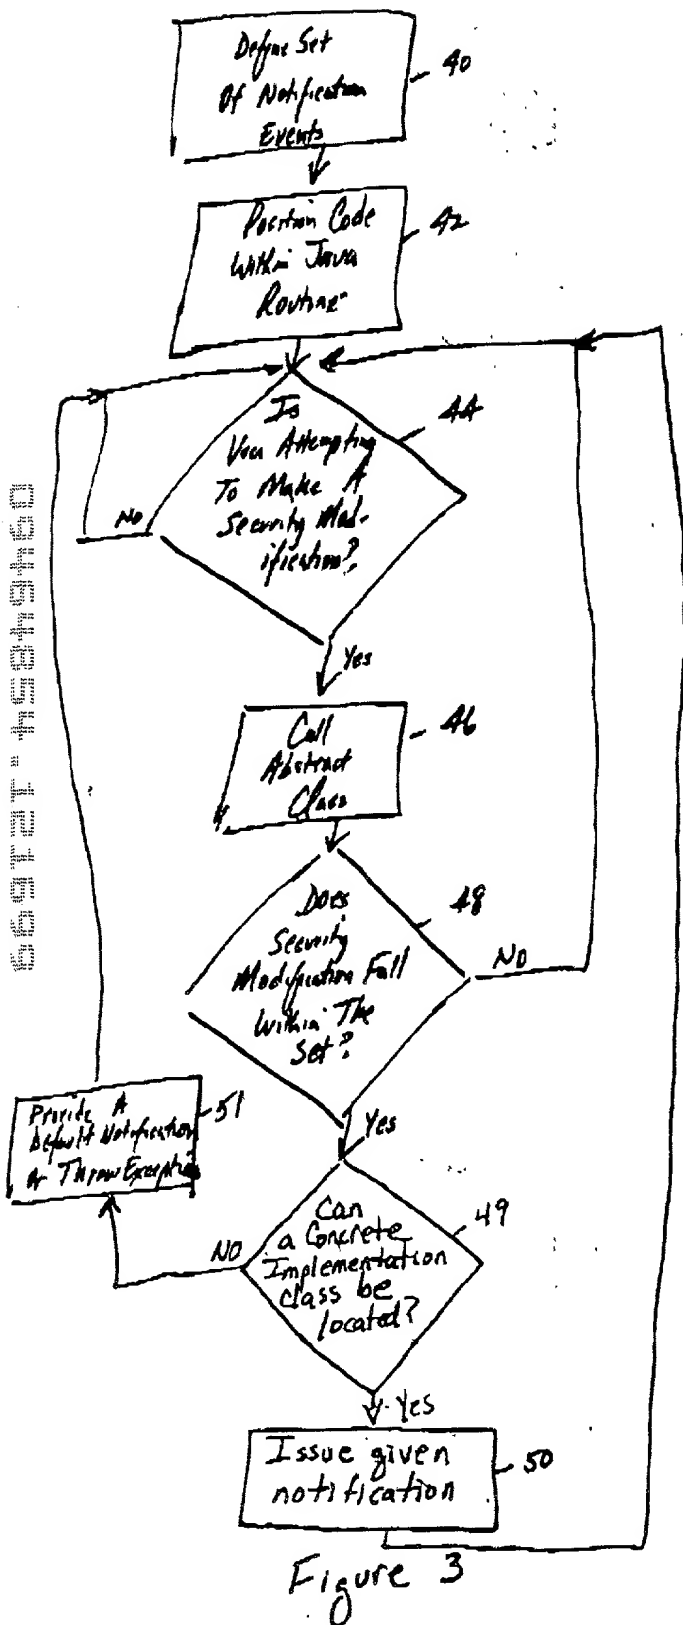 Define Set
Of Notification
Events
40
Position Code
Within Java
Routine
42
Is
User Attempting
To Make A
Security Mod-
ification?
44
No
Yes
Call
Abstract
Class
46
Does
Security
Modification Fall
Within The
Set?
48
NO
Yes
Provide A
Default Notification
Or Throw Exception
51
Can
a Concrete
Implementation
class be
located?
49
NO
Yes
Issue given
notification
50
Figure 3